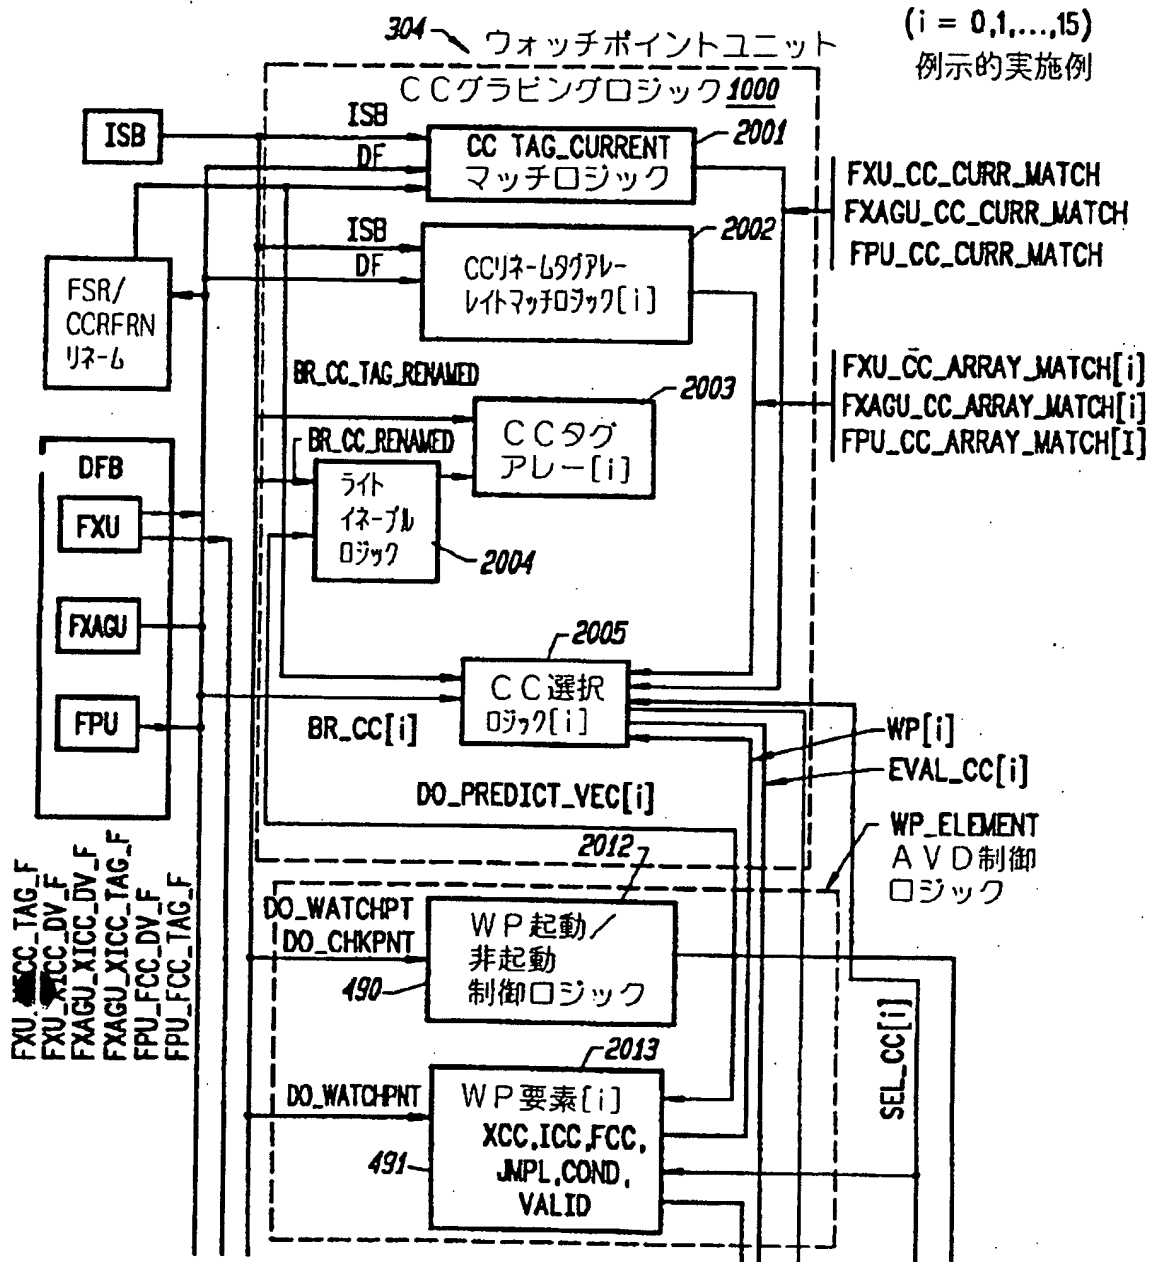 304
ウォッチポイントユニット
(i = 0,1,...,15)
例示的実施例
CCグラビングロジック 1000
ISB
ISB
DF
CC TAG_CURRENT
マッチロジック
2001
FXU_CC_CURR_MATCH
FXAGU_CC_CURR_MATCH
FPU_CC_CURR_MATCH
ISB
DF
CCリネームタグアレー
レイトマッチロジック[i]
2002
FSR/
CCRFRN
リネーム
BR_CC_TAG_RENAMED
2003
CCタグ
アレー[i]
FXU_CC_ARRAY_MATCH[i]
FXAGU_CC_ARRAY_MATCH[i]
FPU_CC_ARRAY_MATCH[I]
BR_CC_RENAMED
ライト
イネーブル
ロジック
2004
DFB
FXU
FXAGU
FPU
2005
CC選択
ロジック[i]
BR_CC[i]
WP[i]
EVAL_CC[i]
DO_PREDICT_VEC[i]
WP_ELEMENT
AVD制御
ロジック
2012
DO_WATCHPT
DO_CHKPNT
WP起動/
非起動
制御ロジック
490
2013
DO_WATCHPNT
WP要素[i]
XCC,ICC,FCC,
JMPL,COND,
VALID
491
SEL_CC[i]
CC_TAG_F
FXU_XICC_DV_F
FXAGU_XICC_DV_F
FXAGU_XICC_TAG_F
FPU_FCC_DV_F
FPU_FCC_TAG_F